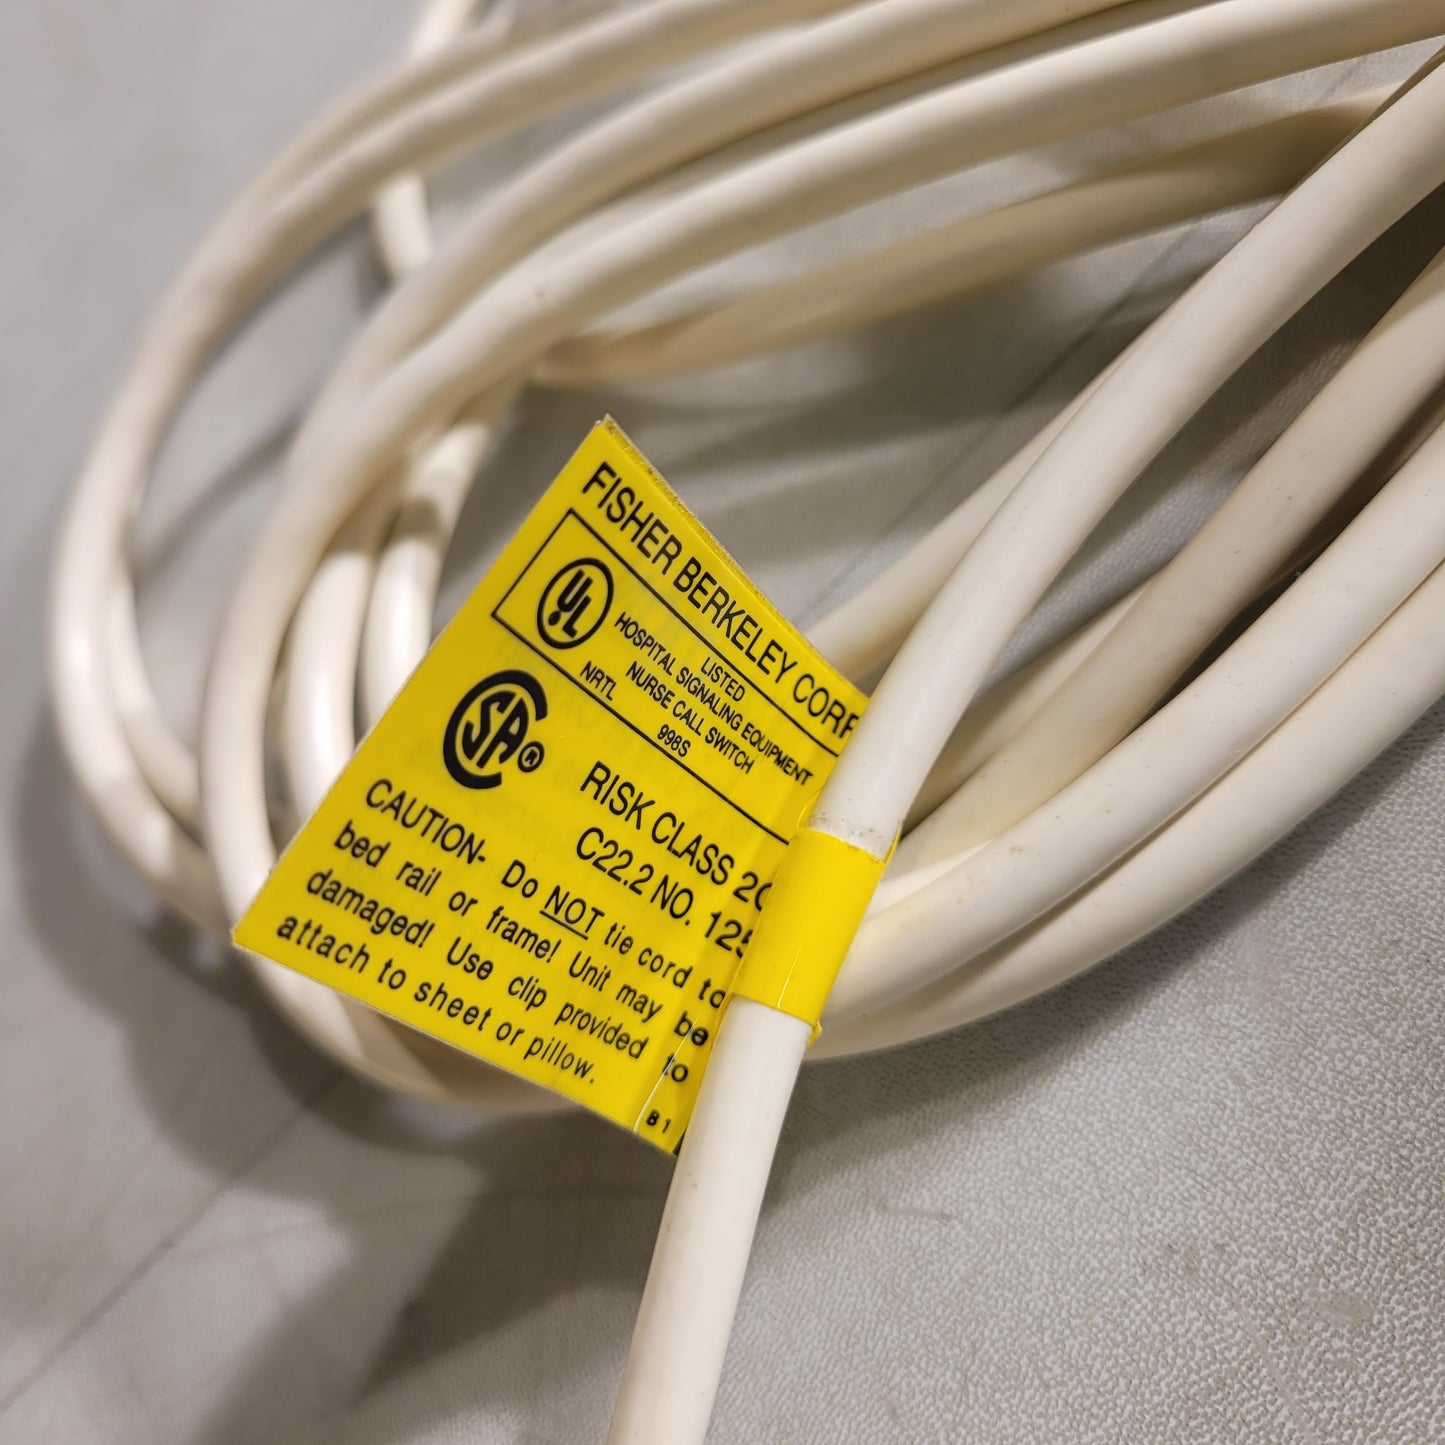 FISHER BERKELEY CORP
UL LISTED
HOSPITAL SIGNALING EQUIPMENT
NURSE CALL SWITCH
NRTL 998S
SA® RISK CLASS 2
C22.2 NO. 125
CAUTION- Do NOT tie cord to
bed rail or frame! Unit may be
damaged! Use clip provided to
attach to sheet or pillow.
B 1